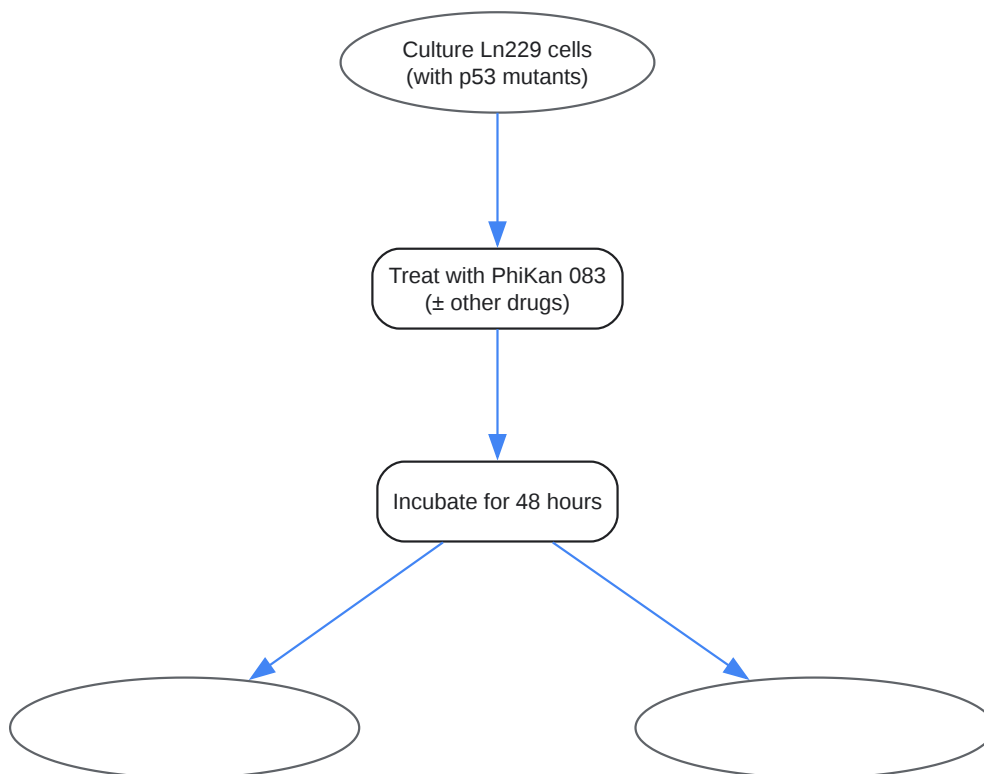 Culture Ln229 cells
(with p53 mutants)
Treat with PhiKan 083
(± other drugs)
Incubate for 48 hours